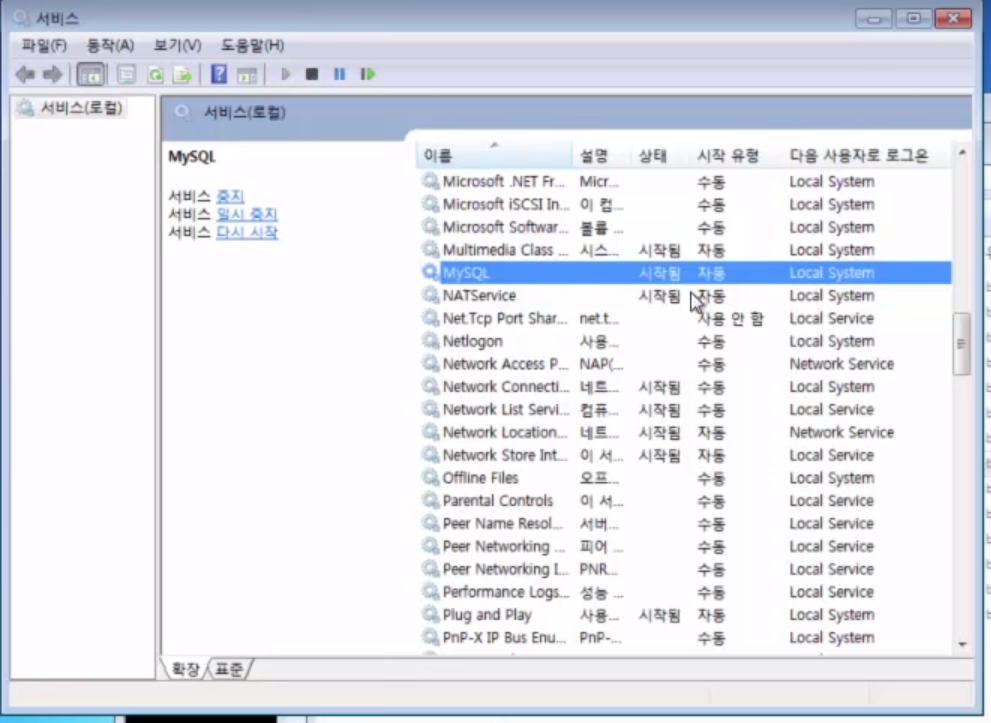 서비스
파일(F) 동작(A) 보기(V) 도움말(H)
서비스(로컬)
서비스(로컬)
MySQL
서비스 중지
서비스 일시 중지
서비스 다시 시작
이름 설명 상태 시작 유형 다음 사용자로 로그온
Microsoft .NET Fr... Micr... 수동 Local System
Microsoft iSCSI In... 이 컴... 수동 Local System
Microsoft Softwar... 볼륨 ... 수동 Local System
Multimedia Class ... 시스... 시작됨 자동 Local System
MySQL 시작됨 자동 Local System
NATService 시작됨 자동 Local System
Net.Tcp Port Shar... net.t... 사용 안 함 Local Service
Netlogon 사용... 수동 Local System
Network Access P... NAP(... 수동 Network Service
Network Connecti... 네트... 시작됨 수동 Local System
Network List Servi... 컴퓨... 시작됨 수동 Local Service
Network Location... 네트... 시작됨 자동 Network Service
Network Store Int... 이 서... 시작됨 자동 Local Service
Offline Files 오프... 수동 Local System
Parental Controls 이 서... 수동 Local Service
Peer Name Resol... 서버... 수동 Local Service
Peer Networking ... 피어 ... 수동 Local Service
Peer Networking I... PNR... 수동 Local Service
Performance Logs... 성능 ... 수동 Local Service
Plug and Play 사용... 시작됨 자동 Local System
PnP-X IP Bus Enu... PnP-... 수동 Local System
확장 표준